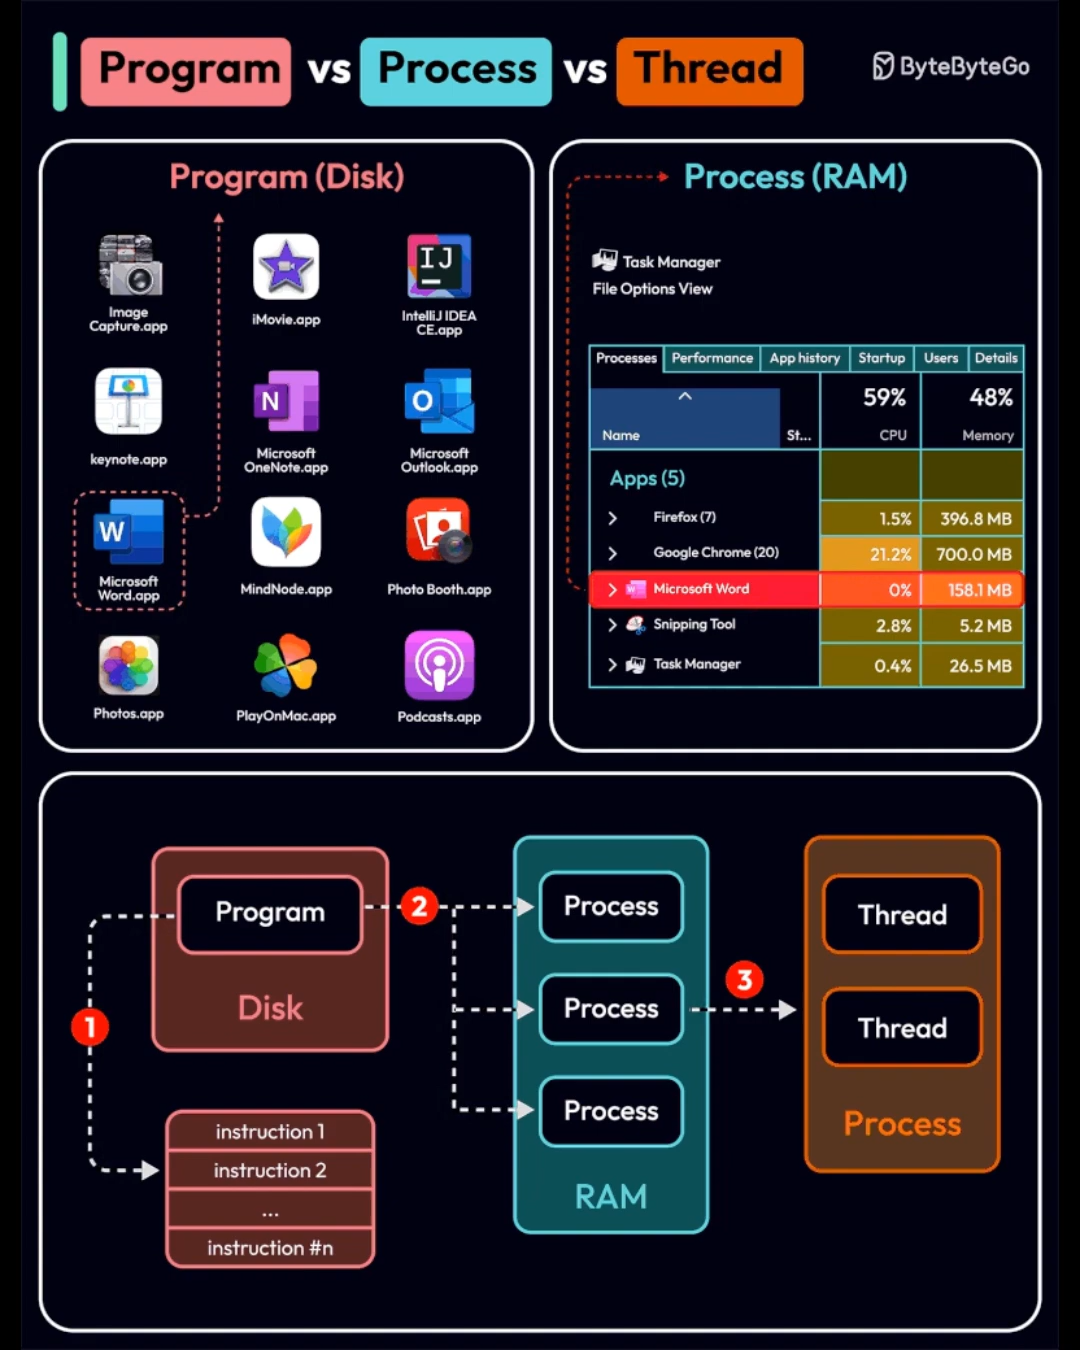 Program vs Process vs Thread
ByteByteGo
Program (Disk)
Image
Capture.app
iMovie.app
IntelliJ IDEA
CE.app
keynote.app
Microsoft
OneNote.app
Microsoft
Outlook.app
Microsoft
Word.app
MindNode.app
Photo Booth.app
Photos.app
PlayOnMac.app
Podcasts.app
Process (RAM)
Task Manager
File Options View
Processes Performance App history Startup Users Details
59% 48%
Name St... CPU Memory
Apps (5)
Firefox (7) 1.5% 396.8 MB
Google Chrome (20) 21.2% 700.0 MB
Microsoft Word 0% 158.1 MB
Snipping Tool 2.8% 5.2 MB
Task Manager 0.4% 26.5 MB
Program
Disk
1
instruction 1
instruction 2
...
instruction #n
2
Process
Process
Process
RAM
3
Thread
Thread
Process